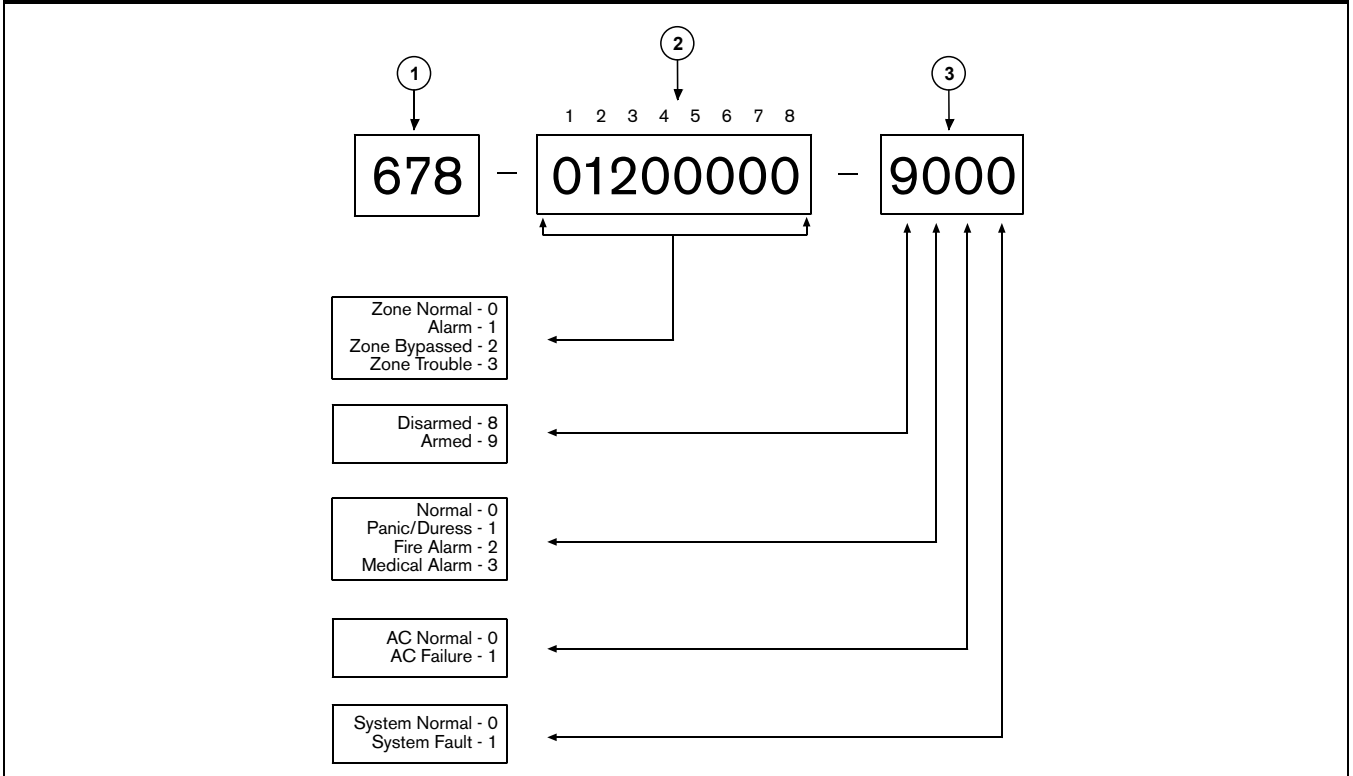 2
1
3
1 2 3 4 5 6 7 8
678 – 01200000 – 9000
Zone Normal - 0
Alarm - 1
Zone Bypassed - 2
Zone Trouble - 3
Disarmed - 8
Armed - 9
Normal - 0
Panic/Duress - 1
Fire Alarm - 2
Medical Alarm - 3
AC Normal - 0
AC Failure - 1
System Normal - 0
System Fault - 1